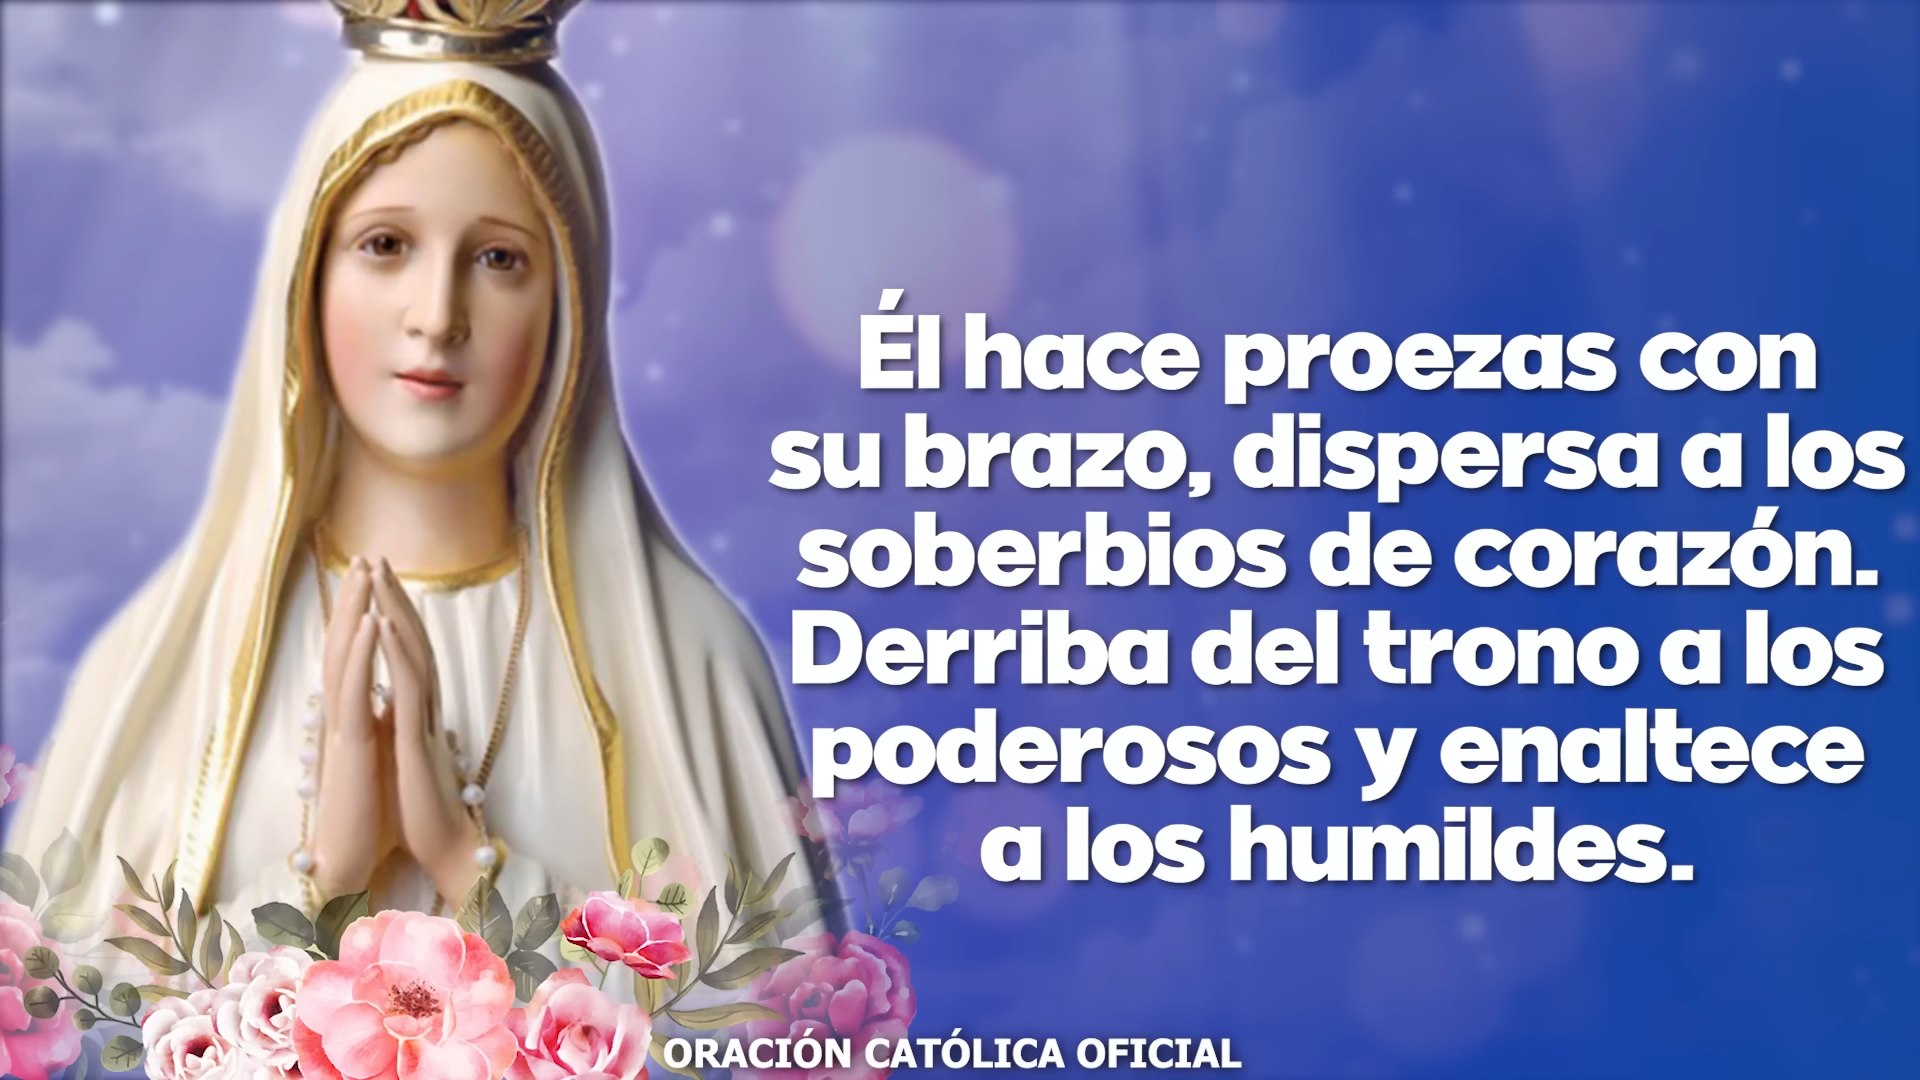 Él hace proezas con
su brazo, dispersa a los
soberbios de corazón.
Derriba del trono a los
poderosos y enaltece
a los humildes.
ORACIÓN CATÓLICA OFICIAL